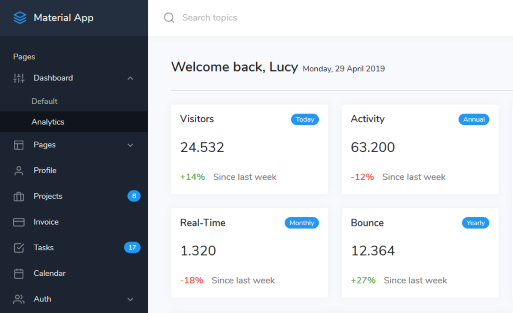 Material App
Search topics
Pages
Dashboard
Default
Analytics
Pages
Profile
Projects 8
Invoice
Tasks 17
Calendar
Auth
Welcome back, Lucy Monday, 29 April 2019
Visitors Today
24.532
+14% Since last week
Activity Annual
63.200
-12% Since last week
Real-Time Monthly
1.320
-18% Since last week
Bounce Yearly
12.364
+27% Since last week